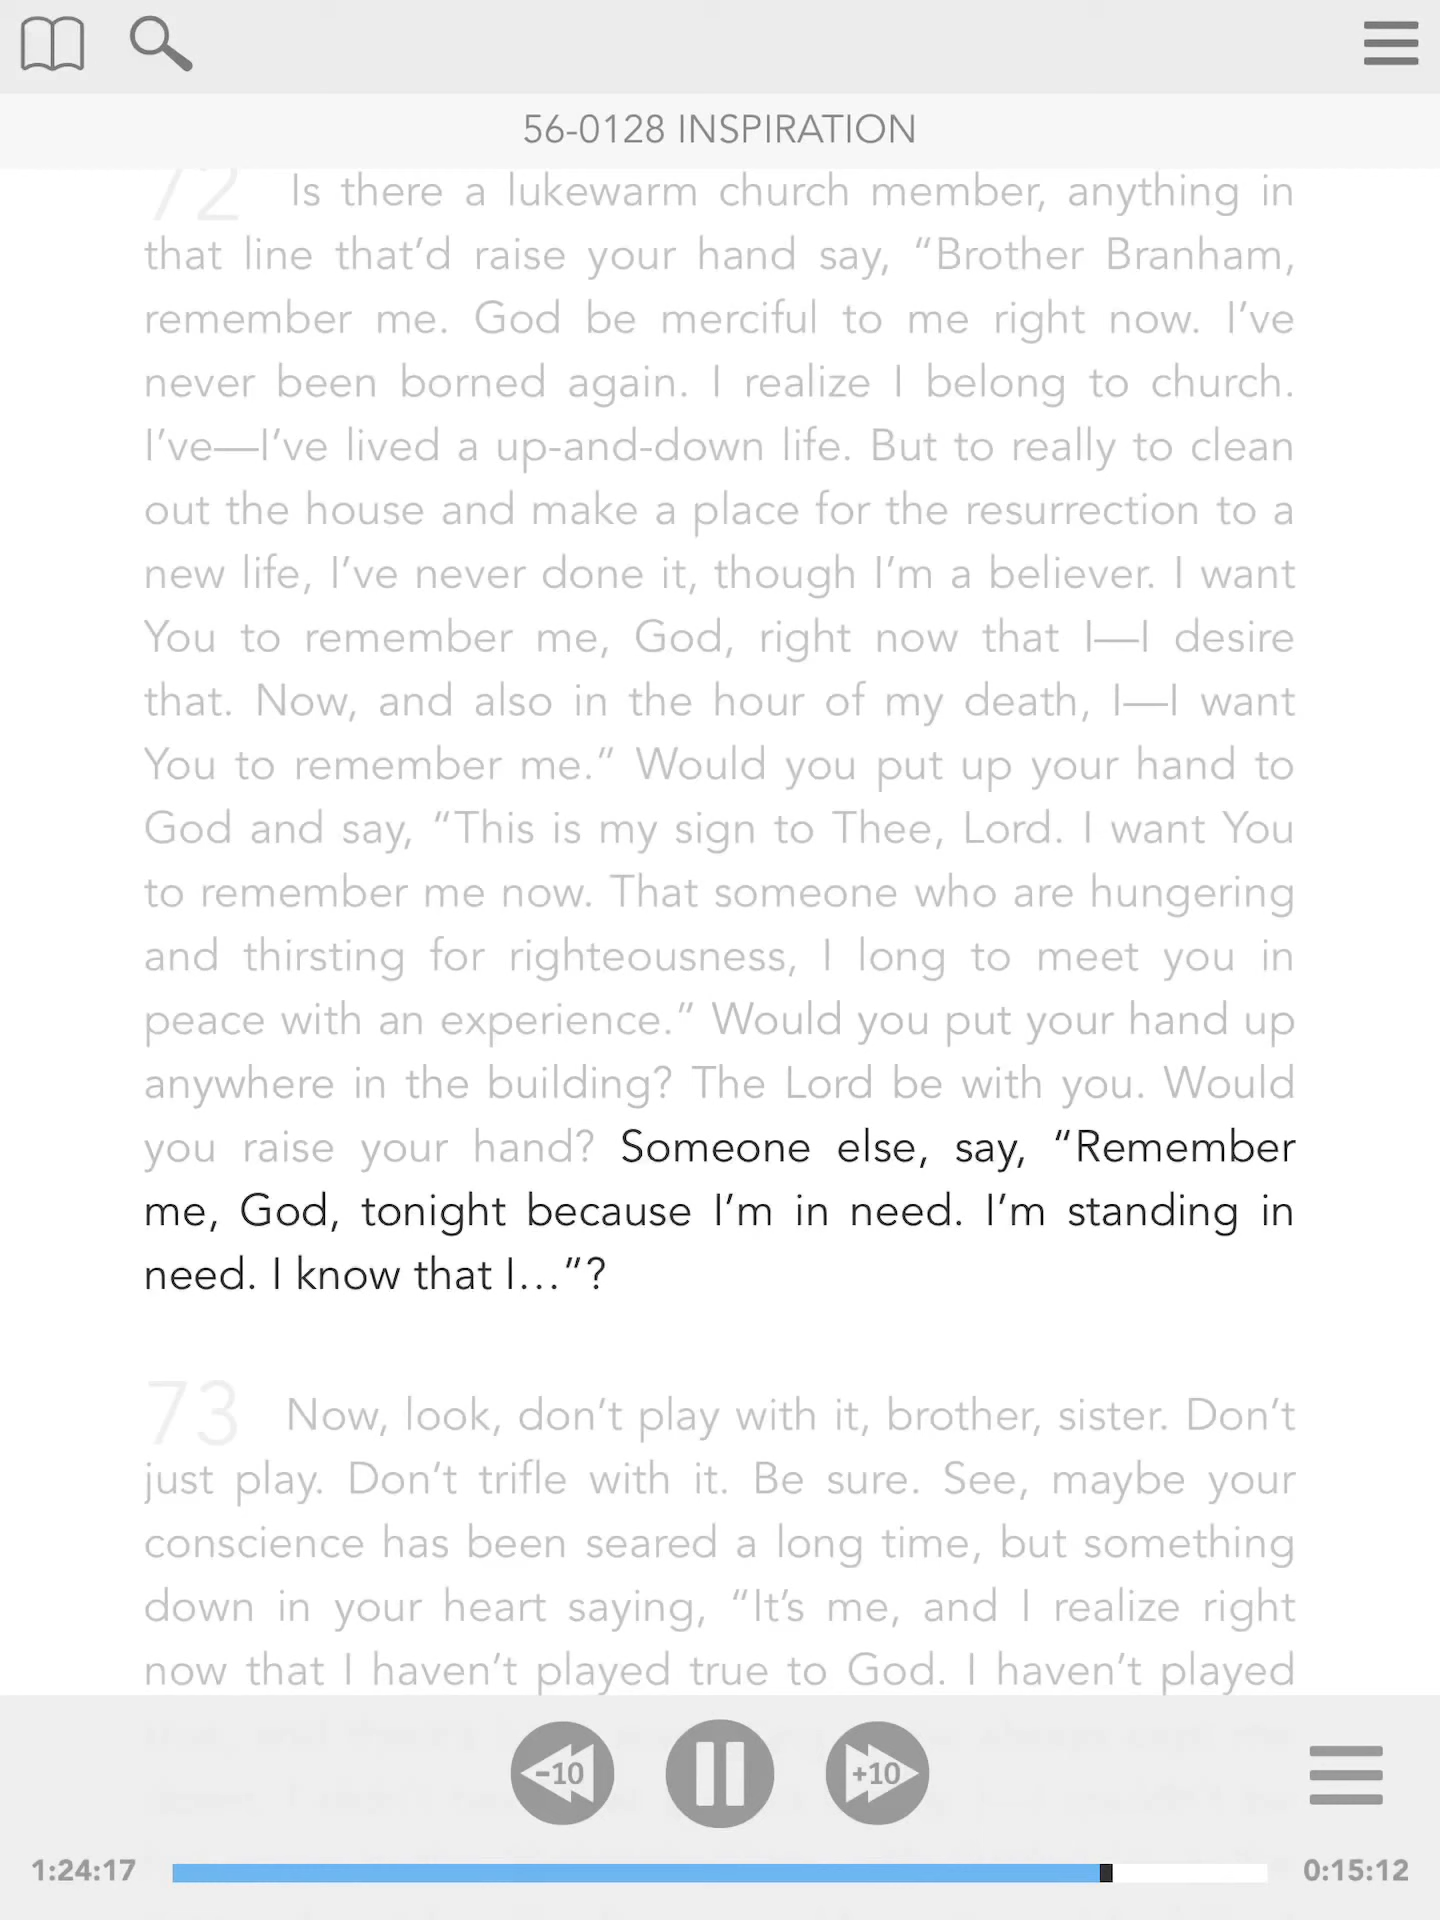 56-0128 INSPIRATION
72 Is there a lukewarm church member, anything in
that line that’d raise your hand say, “Brother Branham,
remember me. God be merciful to me right now. I’ve
never been borned again. I realize I belong to church.
I’ve—I’ve lived a up-and-down life. But to really to clean
out the house and make a place for the resurrection to a
new life, I’ve never done it, though I’m a believer. I want
You to remember me, God, right now that I—I desire
that. Now, and also in the hour of my death, I—I want
You to remember me.” Would you put up your hand to
God and say, “This is my sign to Thee, Lord. I want You
to remember me now. That someone who are hungering
and thirsting for righteousness, I long to meet you in
peace with an experience.” Would you put your hand up
anywhere in the building? The Lord be with you. Would
you raise your hand? Someone else, say, “Remember
me, God, tonight because I’m in need. I’m standing in
need. I know that I…”?
73 Now, look, don’t play with it, brother, sister. Don’t
just play. Don’t trifle with it. Be sure. See, maybe your
conscience has been seared a long time, but something
down in your heart saying, “It’s me, and I realize right
now that I haven’t played true to God. I haven’t played
-10 +10
1:24:17 0:15:12